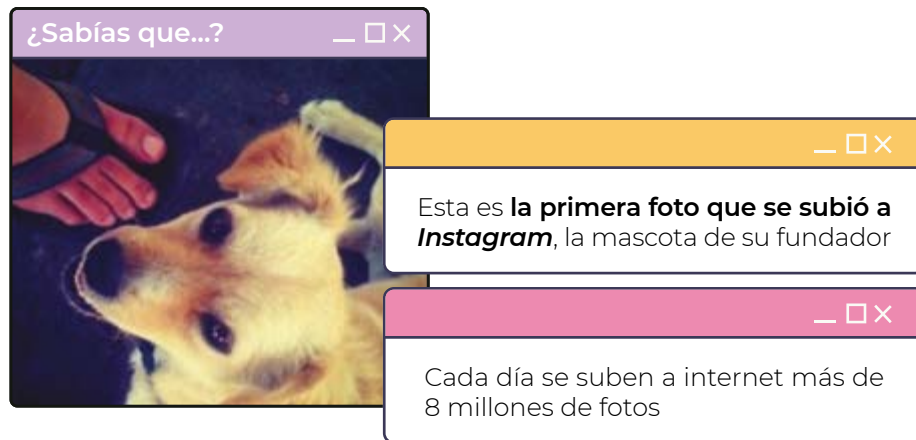 ¿Sabías que...?
Esta es la primera foto que se subió a
Instagram, la mascota de su fundador
Cada día se suben a internet más de
8 millones de fotos